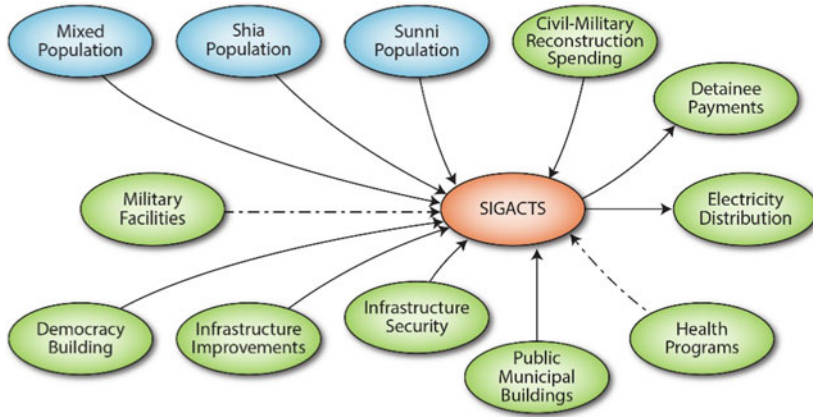 Mixed
Population
Shia
Population
Sunni
Population
Civil-Military
Reconstruction
Spending
Detainee
Payments
Military
Facilities
SIGACTS
Electricity
Distribution
Democracy
Building
Infrastructure
Improvements
Infrastructure
Security
Public
Municipal
Buildings
Health
Programs